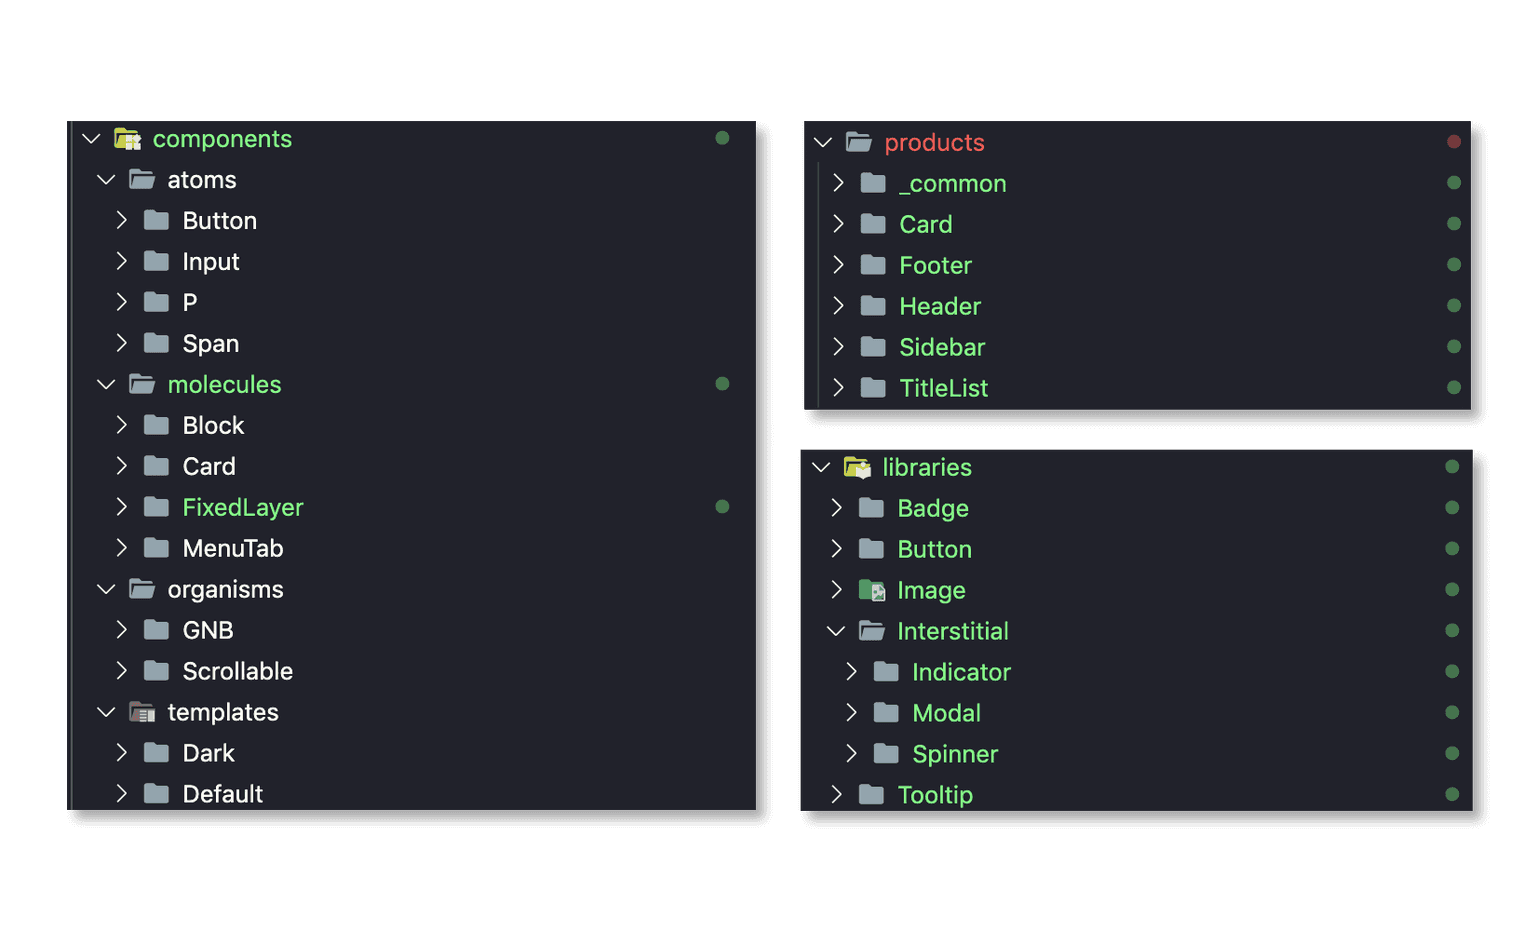 components
atoms
Button
Input
P
Span
molecules
Block
Card
FixedLayer
MenuTab
organisms
GNB
Scrollable
templates
Dark
Default
products
_common
Card
Footer
Header
Sidebar
TitleList
libraries
Badge
Button
Image
Interstitial
Indicator
Modal
Spinner
Tooltip